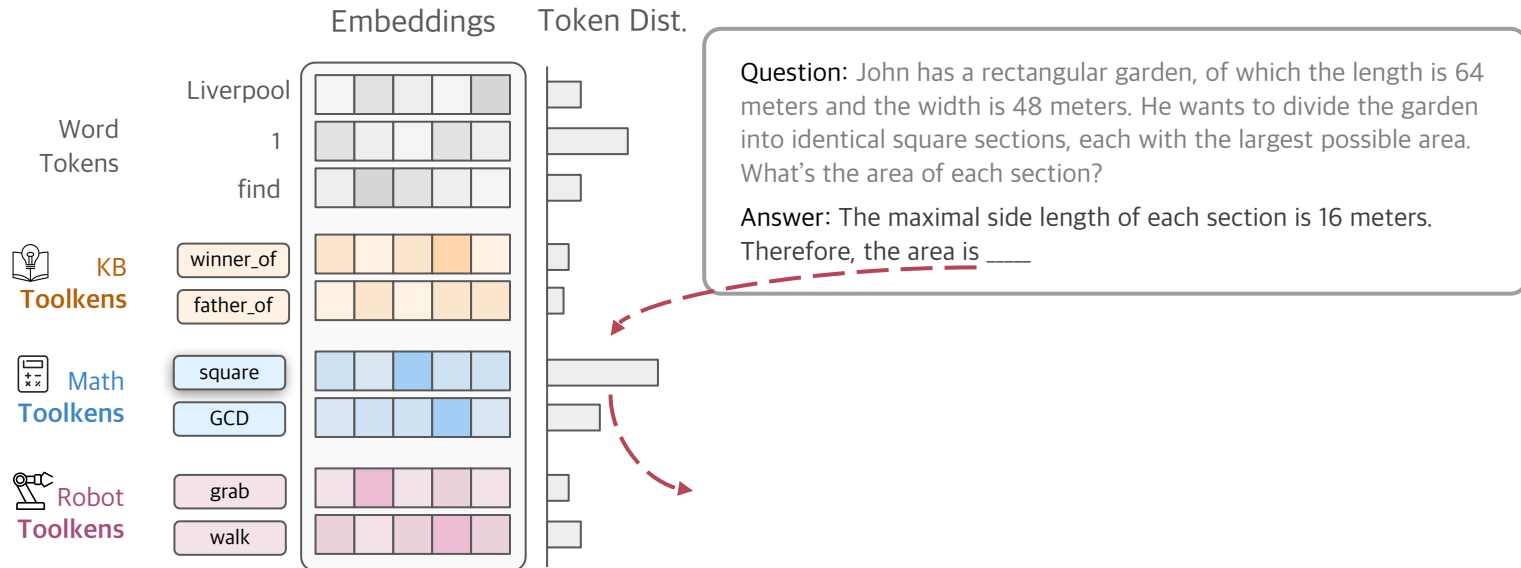 Embeddings
Token Dist.
Word
Tokens
Liverpool
1
find
KB
Toolkens
winner_of
father_of
Math
Toolkens
square
GCD
Robot
Toolkens
grab
walk
Question: John has a rectangular garden, of which the length is 64
meters and the width is 48 meters. He wants to divide the garden
into identical square sections, each with the largest possible area.
What's the area of each section?
Answer: The maximal side length of each section is 16 meters.
Therefore, the area is _____